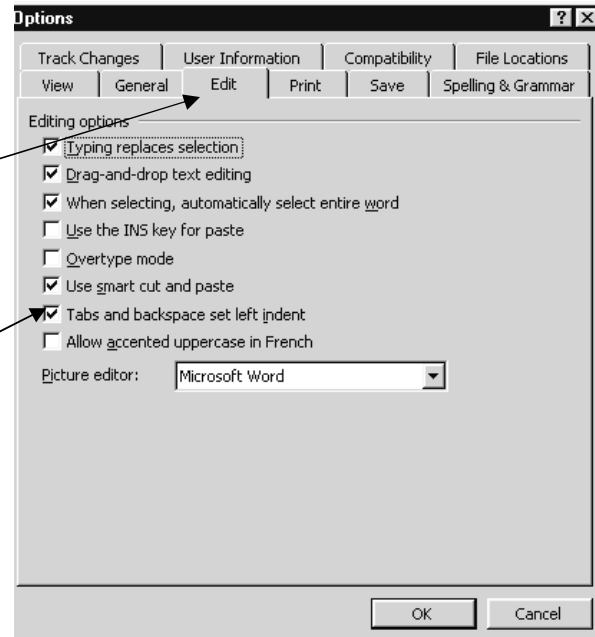 Options
Track Changes User Information Compatibility File Locations
View General Edit Print Save Spelling & Grammar
Editing options
Typing replaces selection
Drag-and-drop text editing
When selecting, automatically select entire word
Use the INS key for paste
Overtype mode
Use smart cut and paste
Tabs and backspace set left indent
Allow accented uppercase in French
Picture editor: Microsoft Word
OK Cancel